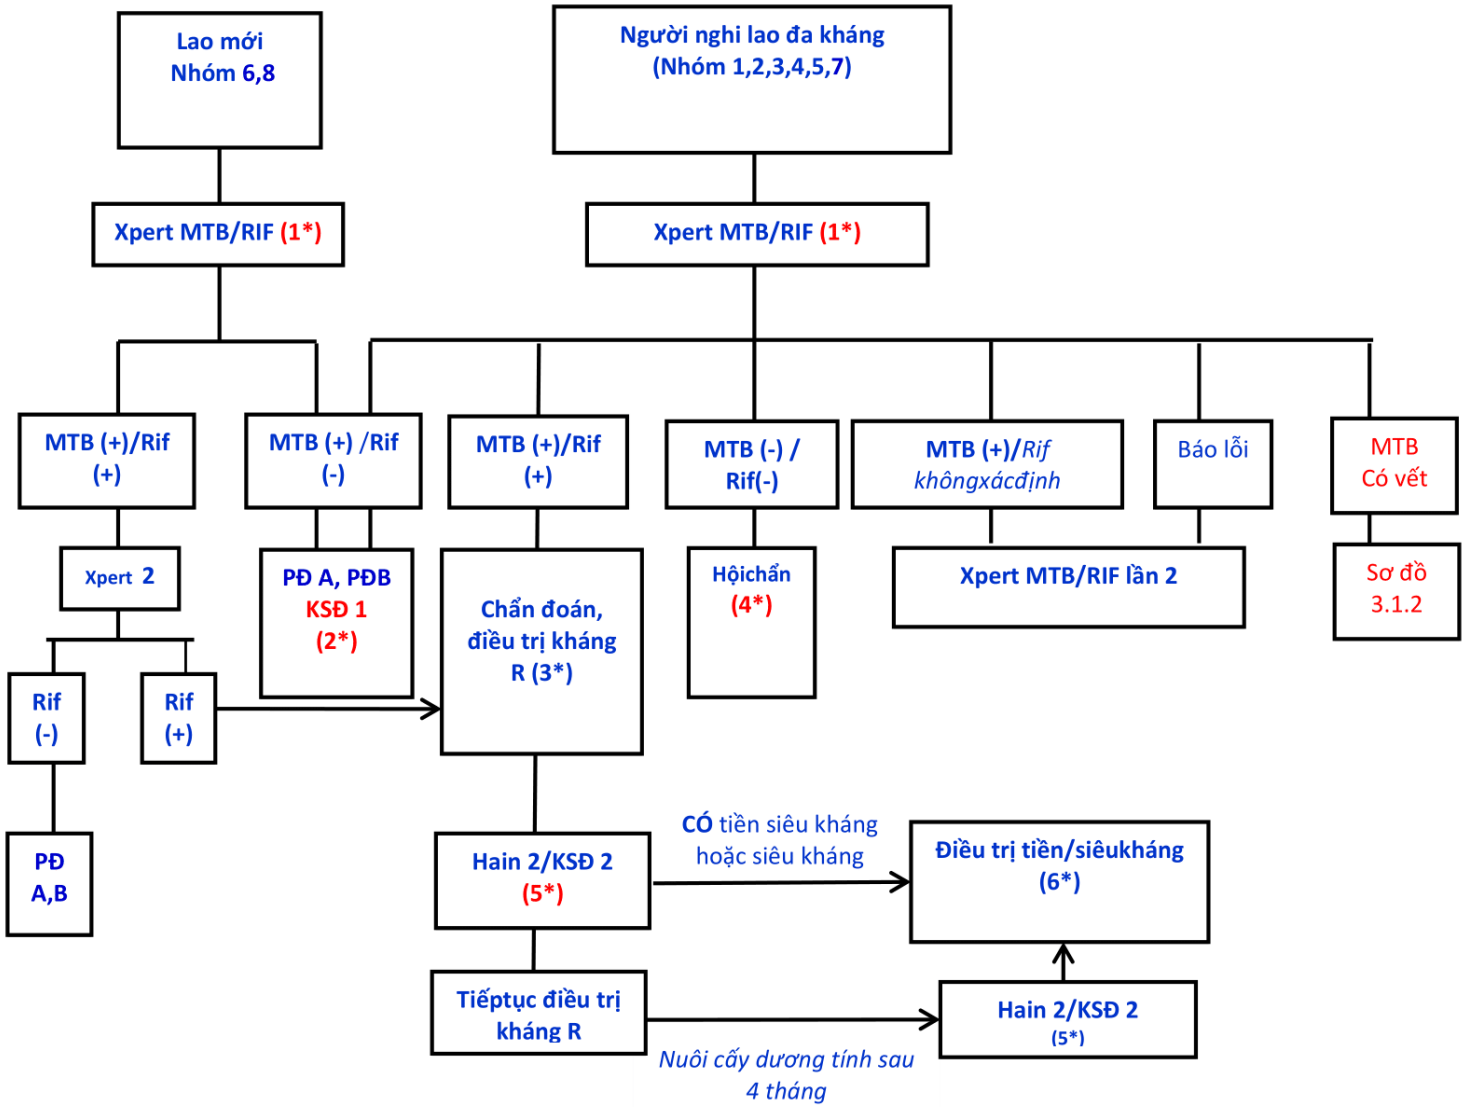 Lao mới
Nhóm 6,8
Người nghi lao đa kháng
(Nhóm 1,2,3,4,5,7)
Xpert MTB/RIF (1*)
Xpert MTB/RIF (1*)
MTB (+)/Rif
(+)
MTB (+) /Rif
(-)
MTB (+)/Rif
(+)
MTB (-) /
Rif(-)
MTB (+)/Rif
khôngxácđịnh
Báo lỗi
MTB
Có vết
Xpert 2
PĐ A, PĐB
KSĐ 1
(2*)
Chẩn đoán,
điều trị kháng
R (3*)
Hộichẩn
(4*)
Xpert MTB/RIF lần 2
Sơ đồ
3.1.2
Rif
(-)
Rif
(+)
PĐ
A,B
Hain 2/KSĐ 2
(5*)
CÓ tiền siêu kháng
hoặc siêu kháng
Điều trị tiền/siêukháng
(6*)
Tiếptục điều trị
kháng R
Nuôi cấy dương tính sau
4 tháng
Hain 2/KSĐ 2
(5*)